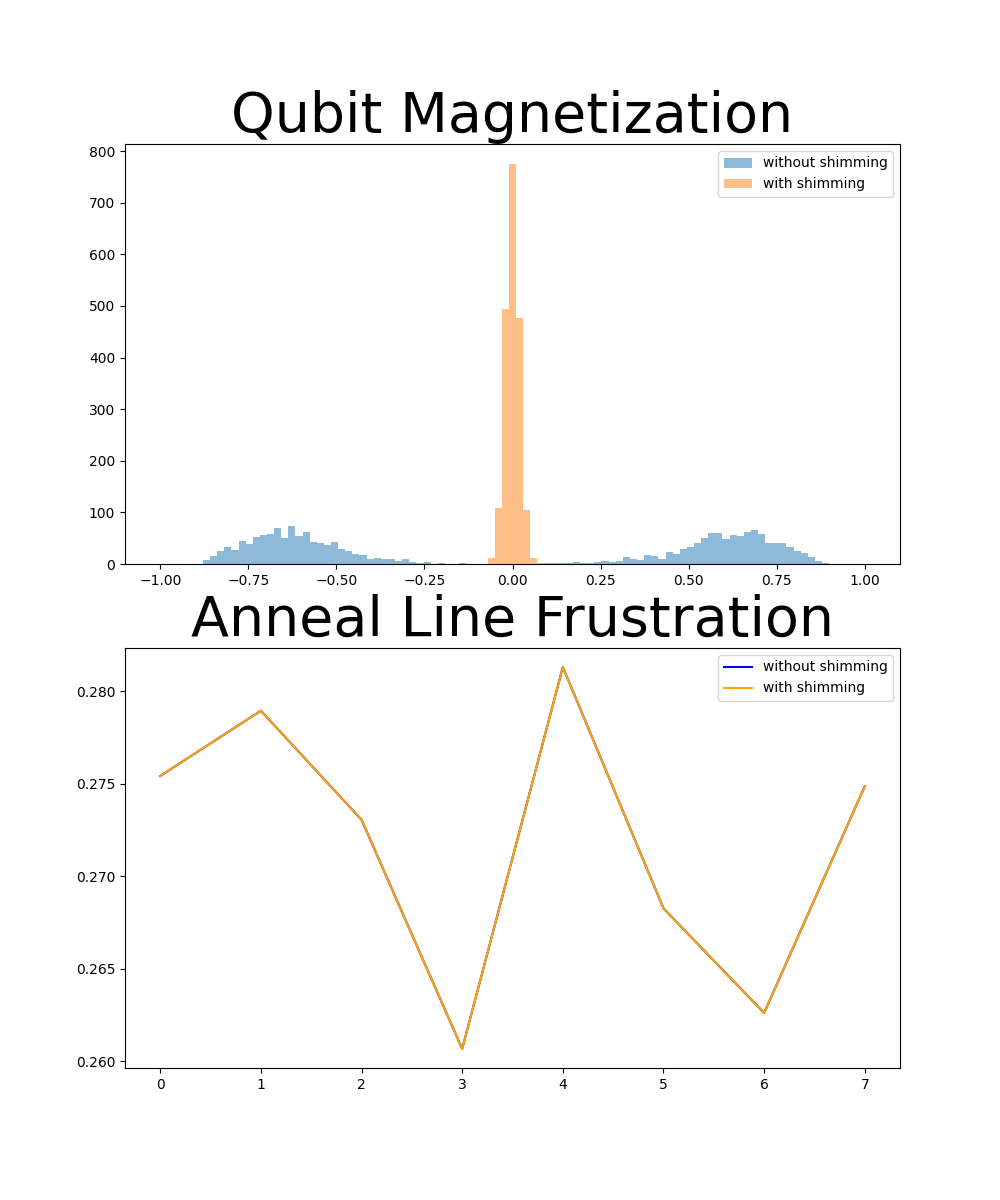 Qubit Magnetization
800
700
600
500
400
300
200
100
0
without shimming
with shimming
−1.00 −0.75 −0.50 −0.25 0.00 0.25 0.50 0.75 1.00
Anneal Line Frustration
0.280
0.275
0.270
0.265
0.260
without shimming
with shimming
0 1 2 3 4 5 6 7